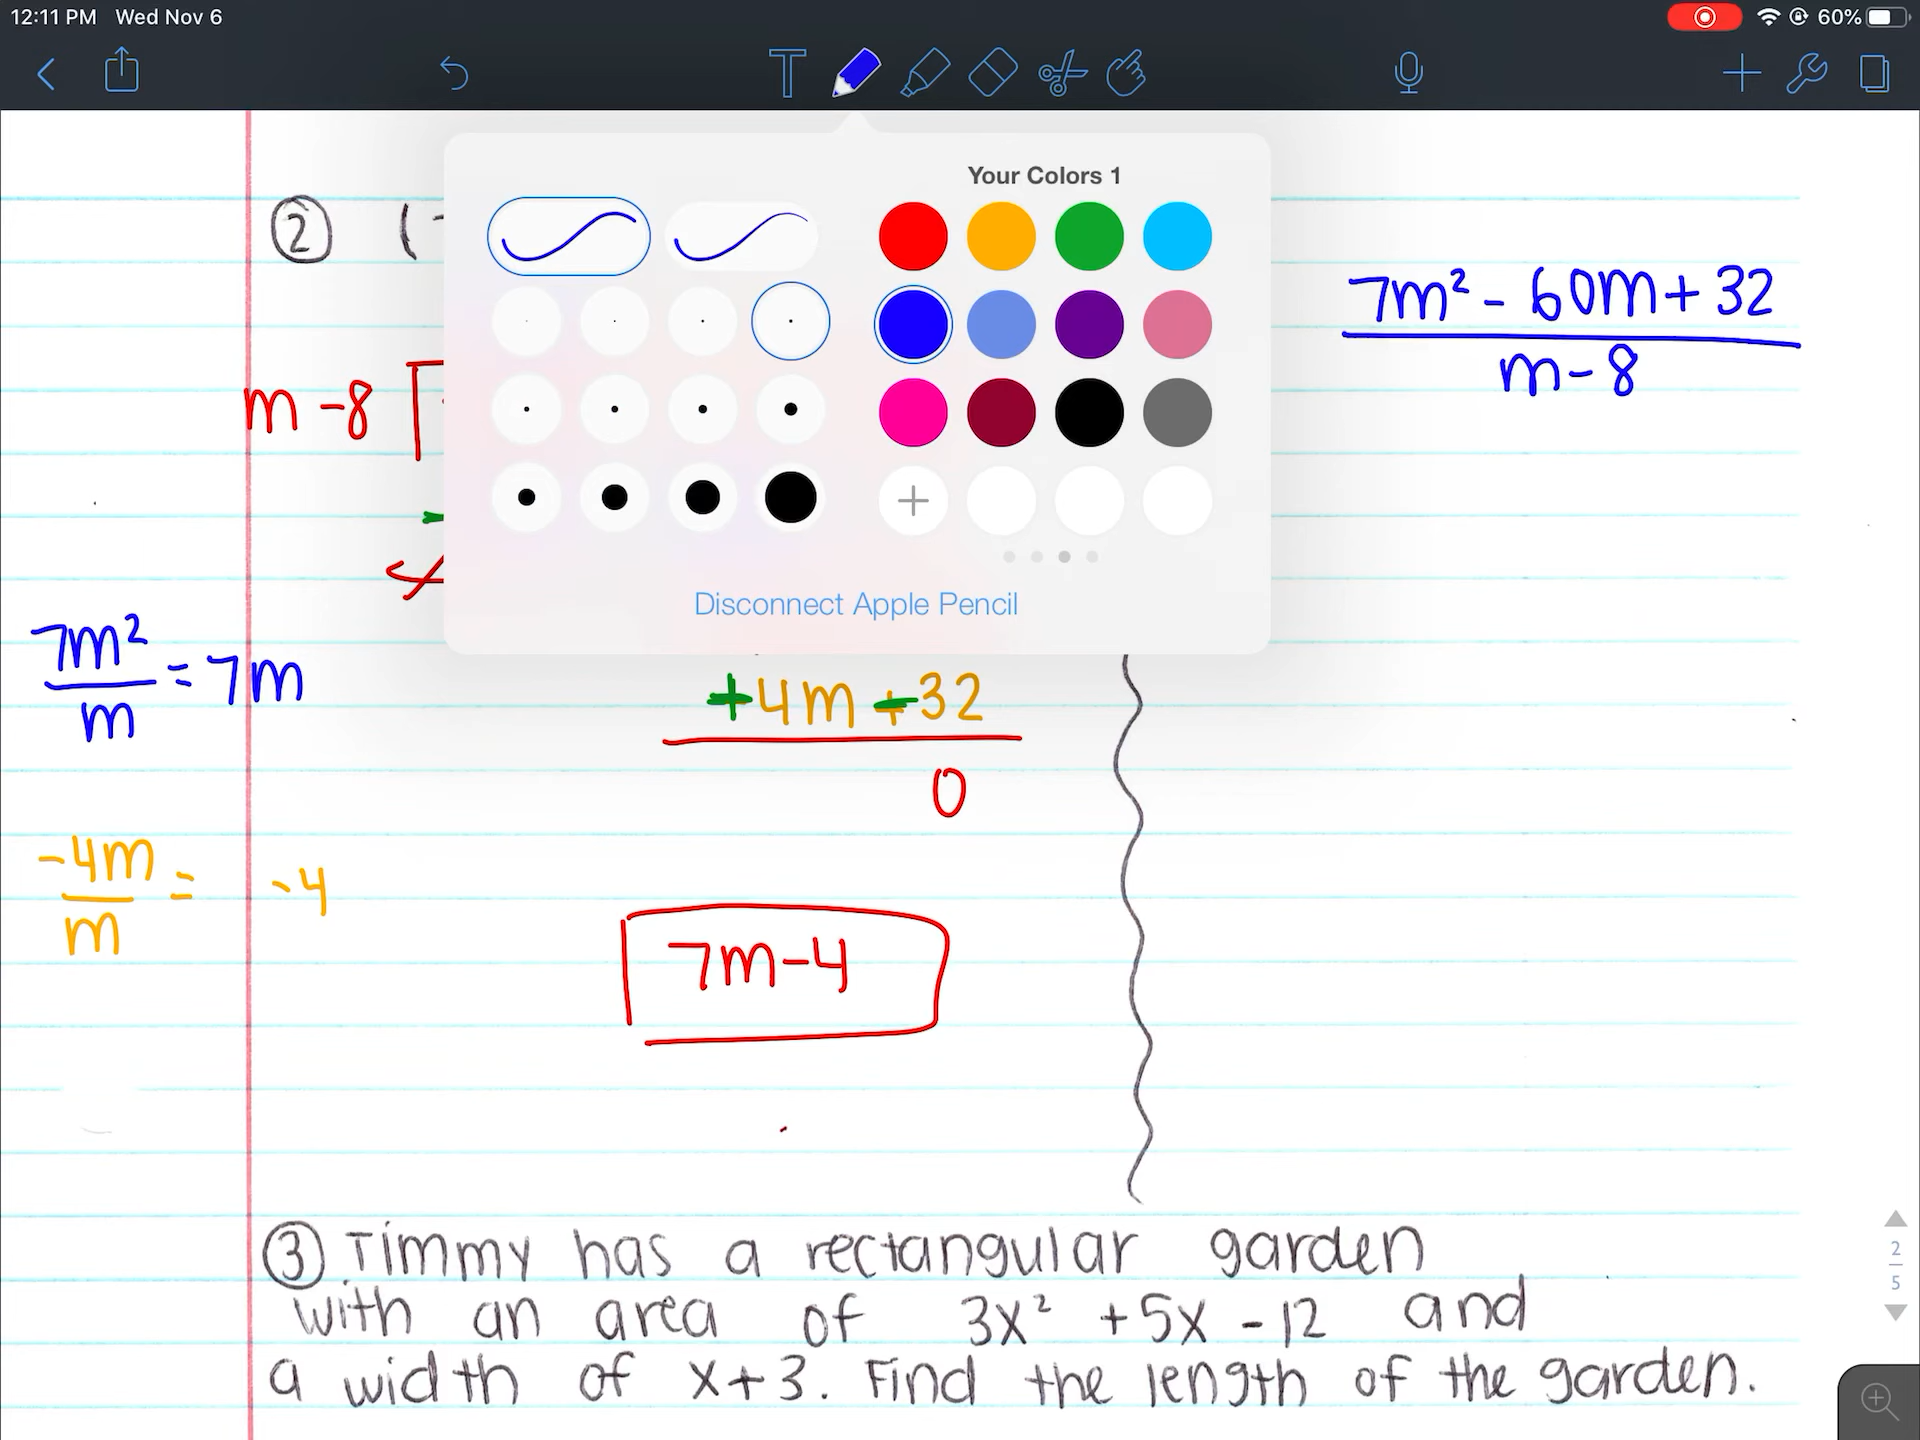 12:11 PM Wed Nov 6
60%
T
Your Colors 1
② (
7m² - 60m + 32
m - 8
m - 8
Disconnect Apple Pencil
7m²
= 7m
m
+4m +32
0
-4m
= -4
m
7m-4
③ Timmy has a rectangular garden
with an area of 3x² + 5x - 12 and
a width of x+3. Find the length of the garden.
2
5